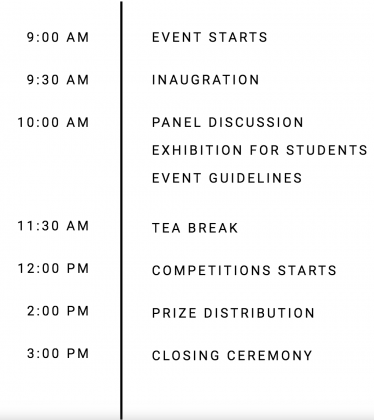 9:00 AM EVENT STARTS
9:30 AM INAUGRATION
10:00 AM PANEL DISCUSSION
EXHIBITION FOR STUDENTS
EVENT GUIDELINES
11:30 AM TEA BREAK
12:00 PM COMPETITIONS STARTS
2:00 PM PRIZE DISTRIBUTION
3:00 PM CLOSING CEREMONY